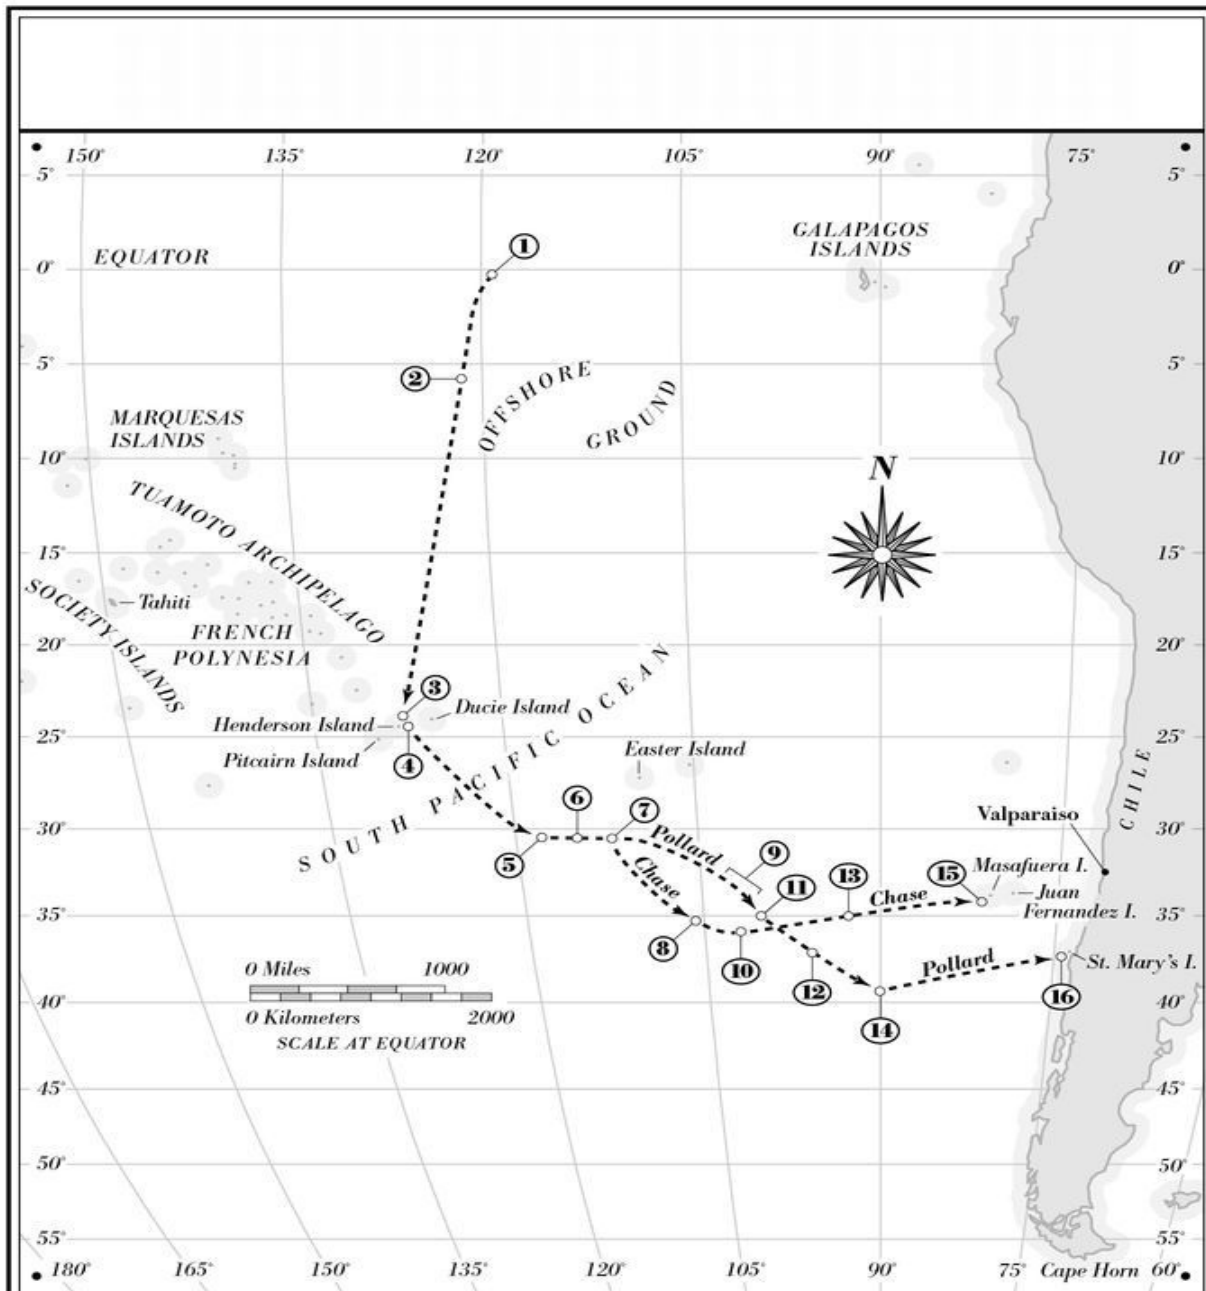 150° 135° 120° 105° 90° 75°
5° 5°
1
GALAPAGOS
ISLANDS
EQUATOR
0° 0°
5° 5°
2
OFFSHORE
GROUND
MARQUESAS
ISLANDS
N
10° 10°
TUAMOTO ARCHIPELAGO
15° 15°
SOCIETY ISLANDS
Tahiti
FRENCH
POLYNESIA
20° 20°
3
Ducie Island
Henderson Island
25° 25°
Pitcairn Island
4
SOUTH PACIFIC OCEAN
Easter Island
CHILE
6
7
Valparaiso
30° 30°
5
Pollard
9
Chase
11
13
Chase
15
Masafuera I.
Juan
Fernandez I.
35° 35°
8
10
12
Pollard
St. Mary's I.
0 Miles 1000
16
40° 40°
0 Kilometers 2000
14
SCALE AT EQUATOR
45° 45°
50° 50°
55° 55°
180° 165° 150° 135° 120° 105° 90° 75° Cape Horn 60°